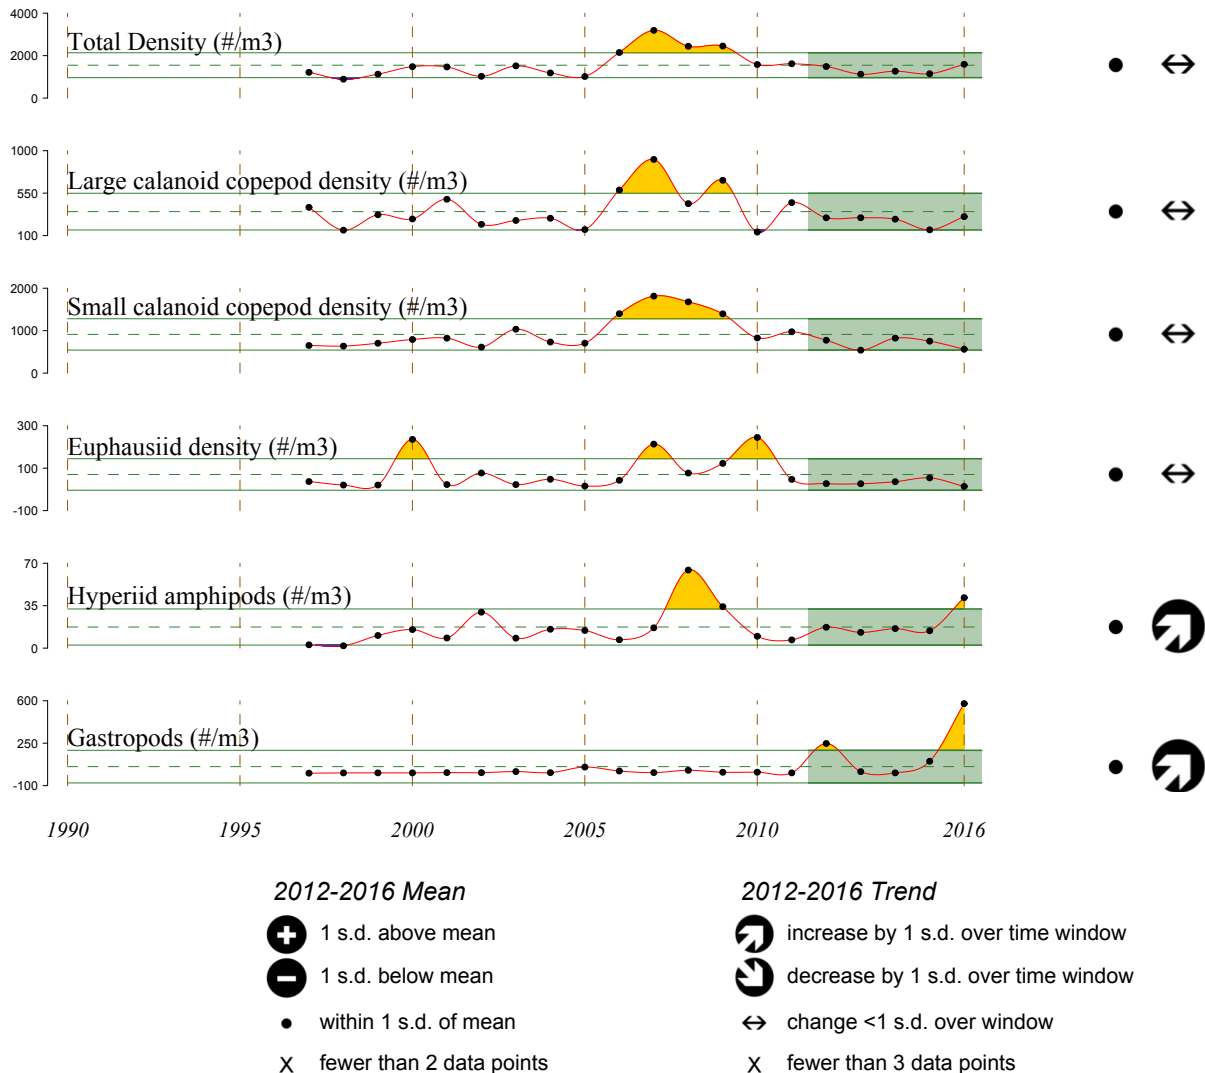 Total Density (#/m3)
4000
2000
0
Large calanoid copepod density (#/m3)
1000
550
100
Small calanoid copepod density (#/m3)
2000
1000
0
Euphausiid density (#/m3)
300
100
-100
Hyperiid amphipods (#/m3)
70
35
0
Gastropods (#/m3)
600
250
-100
1990 1995 2000 2005 2010 2016
2012-2016 Mean
1 s.d. above mean
1 s.d. below mean
within 1 s.d. of mean
x fewer than 2 data points
2012-2016 Trend
increase by 1 s.d. over time window
decrease by 1 s.d. over time window
change <1 s.d. over window
x fewer than 3 data points